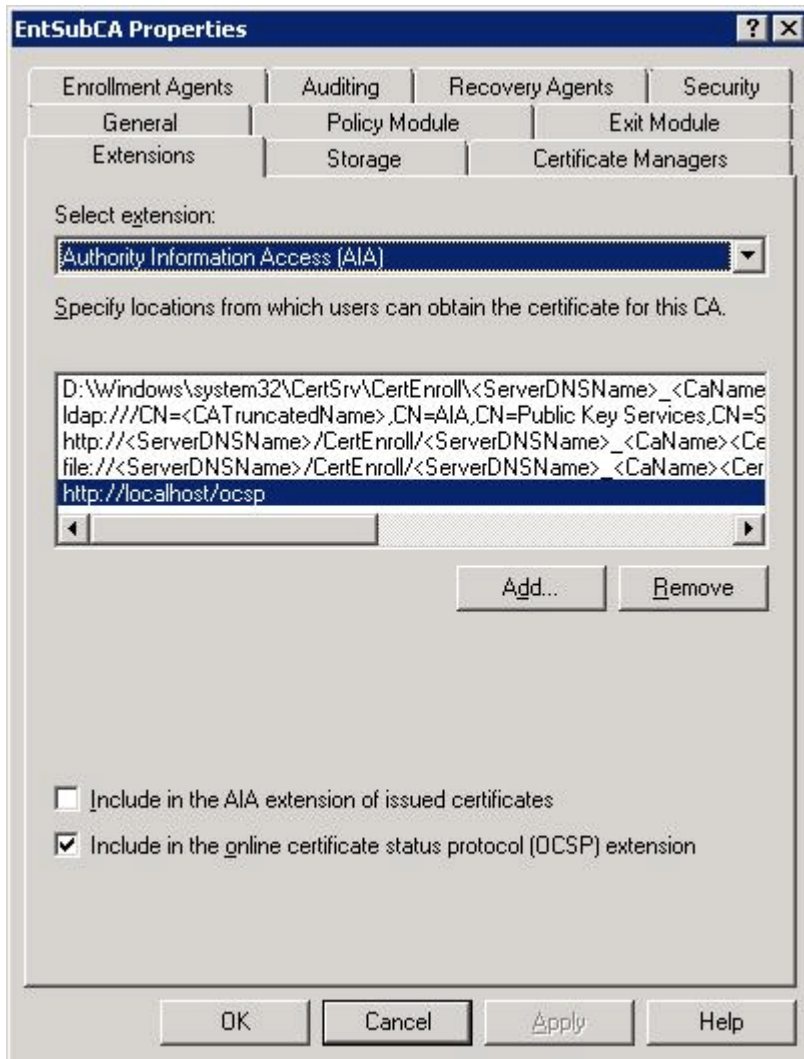 EntSubCA Properties
Enrollment Agents Auditing Recovery Agents Security
General Policy Module Exit Module
Extensions Storage Certificate Managers
Select extension:
Authority Information Access (AIA)
Specify locations from which users can obtain the certificate for this CA.
D:\Windows\system32\CertSrv\CertEnroll\<ServerDNSName>_<CaName
ldap:///CN=<CATruncatedName>,CN=AIA,CN=Public Key Services,CN=S
http://<ServerDNSName>/CertEnroll/<ServerDNSName>_<CaName><Ce
file://<ServerDNSName>/CertEnroll/<ServerDNSName>_<CaName><Cer
http://localhost/ocsp
Add... Remove
Include in the AIA extension of issued certificates
Include in the online certificate status protocol (OCSP) extension
OK Cancel Apply Help